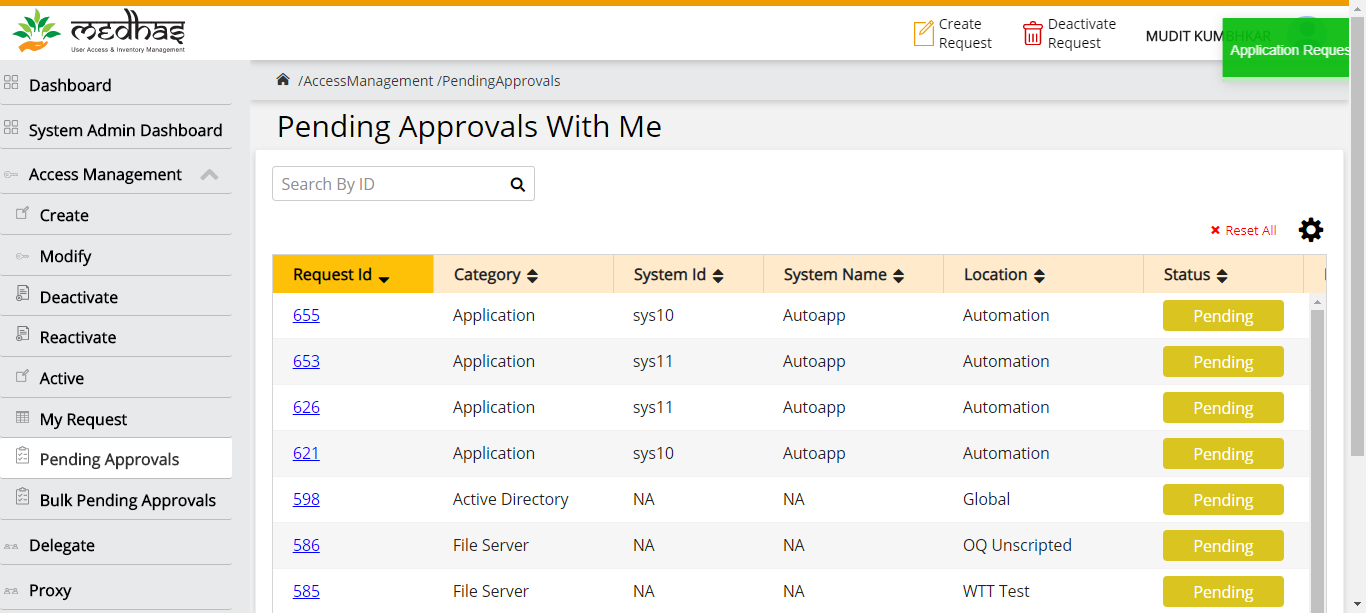 medhas
User Access & Inventory Management
Create
Request
Deactivate
Request
MUDIT KUMBHKAR
Application Reques
Dashboard
System Admin Dashboard
Access Management
Create
Modify
Deactivate
Reactivate
Active
My Request
Pending Approvals
Bulk Pending Approvals
Delegate
Proxy
/AccessManagement /PendingApprovals
Pending Approvals With Me
Search By ID
Reset All
Request Id Category System Id System Name Location Status
655 Application sys10 Autoapp Automation Pending
653 Application sys11 Autoapp Automation Pending
626 Application sys11 Autoapp Automation Pending
621 Application sys10 Autoapp Automation Pending
598 Active Directory NA NA Global Pending
586 File Server NA NA OQ Unscripted Pending
585 File Server NA NA WTT Test Pending